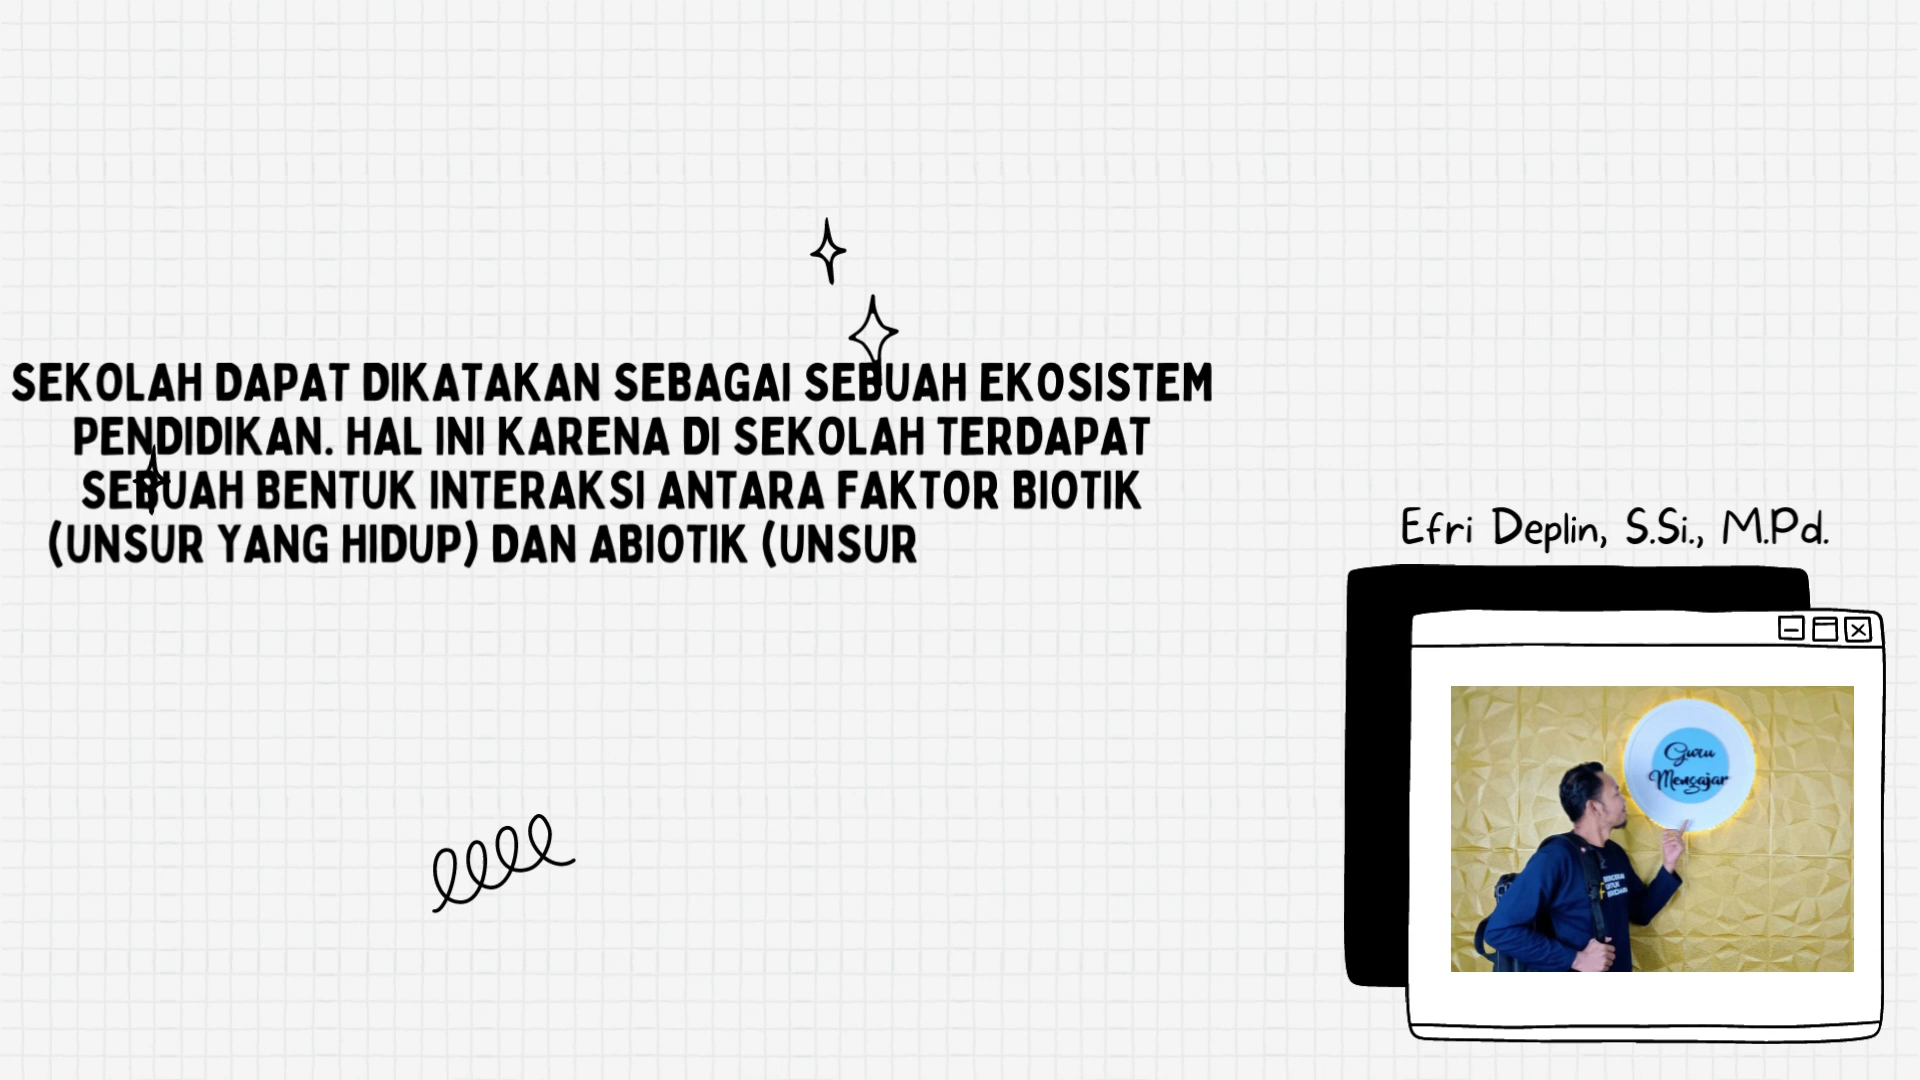 SEKOLAH DAPAT DIKATAKAN SEBAGAI SEBUAH EKOSISTEM
PENDIDIKAN. HAL INI KARENA DI SEKOLAH TERDAPAT
SEBUAH BENTUK INTERAKSI ANTARA FAKTOR BIOTIK
(UNSUR YANG HIDUP) DAN ABIOTIK (UNSUR
Efri Deplin, S.Si., M.Pd.
Guru
Mengajar